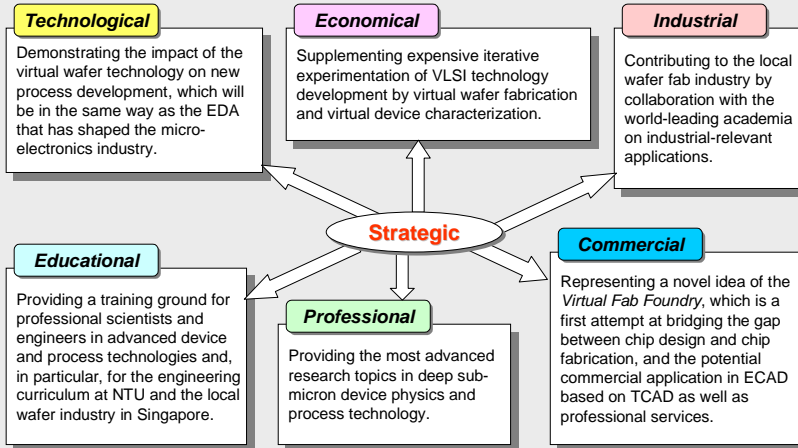 Technological
Demonstrating the impact of the
virtual wafer technology on new
process development, which will
be in the same way as the EDA
that has shaped the micro-
electronics industry.
Economical
Supplementing expensive iterative
experimentation of VLSI technology
development by virtual wafer fabrication
and virtual device characterization.
Industrial
Contributing to the local
wafer fab industry by
collaboration with the
world-leading academia
on industrial-relevant
applications.
Strategic
Educational
Providing a training ground for
professional scientists and
engineers in advanced device
and process technologies and,
in particular, for the engineering
curriculum at NTU and the local
wafer industry in Singapore.
Professional
Providing the most advanced
research topics in deep sub-
micron device physics and
process technology.
Commercial
Representing a novel idea of the
Virtual Fab Foundry, which is a
first attempt at bridging the gap
between chip design and chip
fabrication, and the potential
commercial application in ECAD
based on TCAD as well as
professional services.